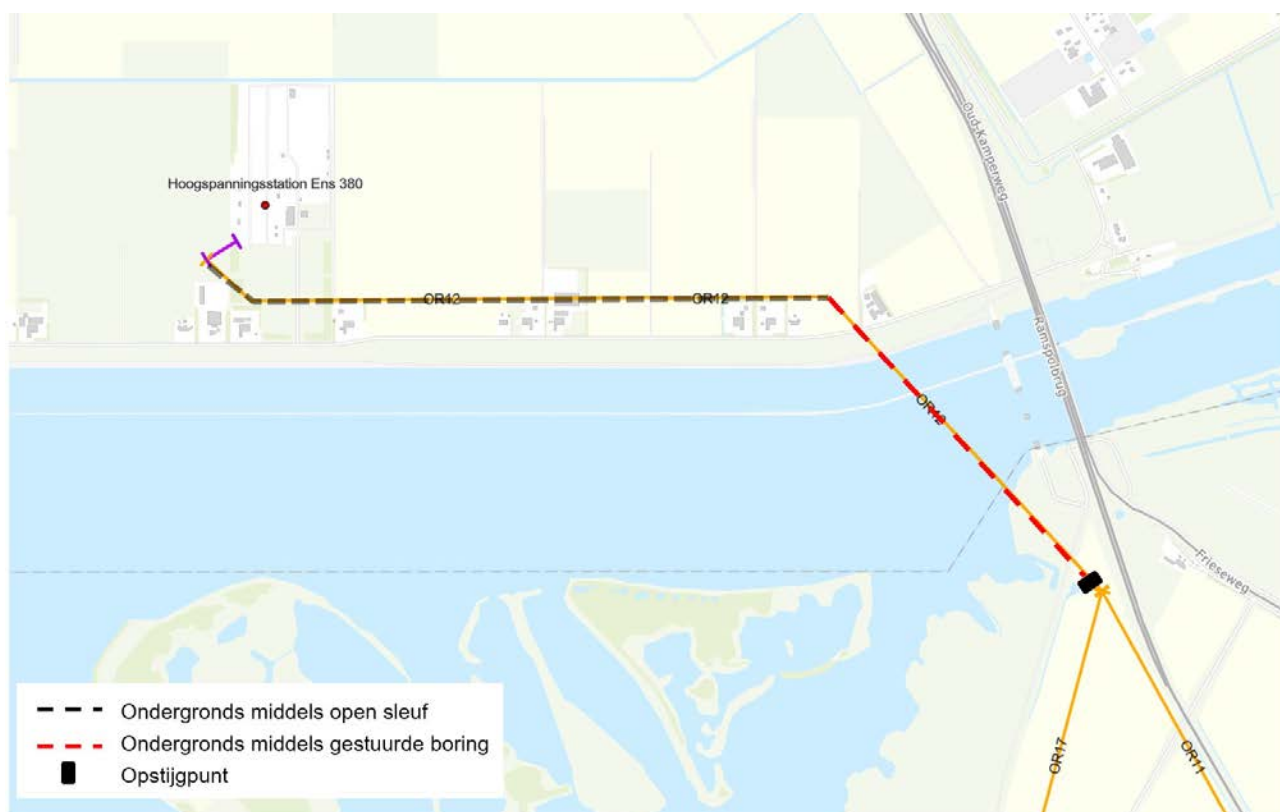 Oud-Kamperweg
Hoogspanningsstation Ens 380
OR12
OR12
Ramspolbrug
OR12
Frieseweg
OR17
OR11
Ondergronds middels open sleuf
Ondergronds middels gestuurde boring
Opstijgpunt